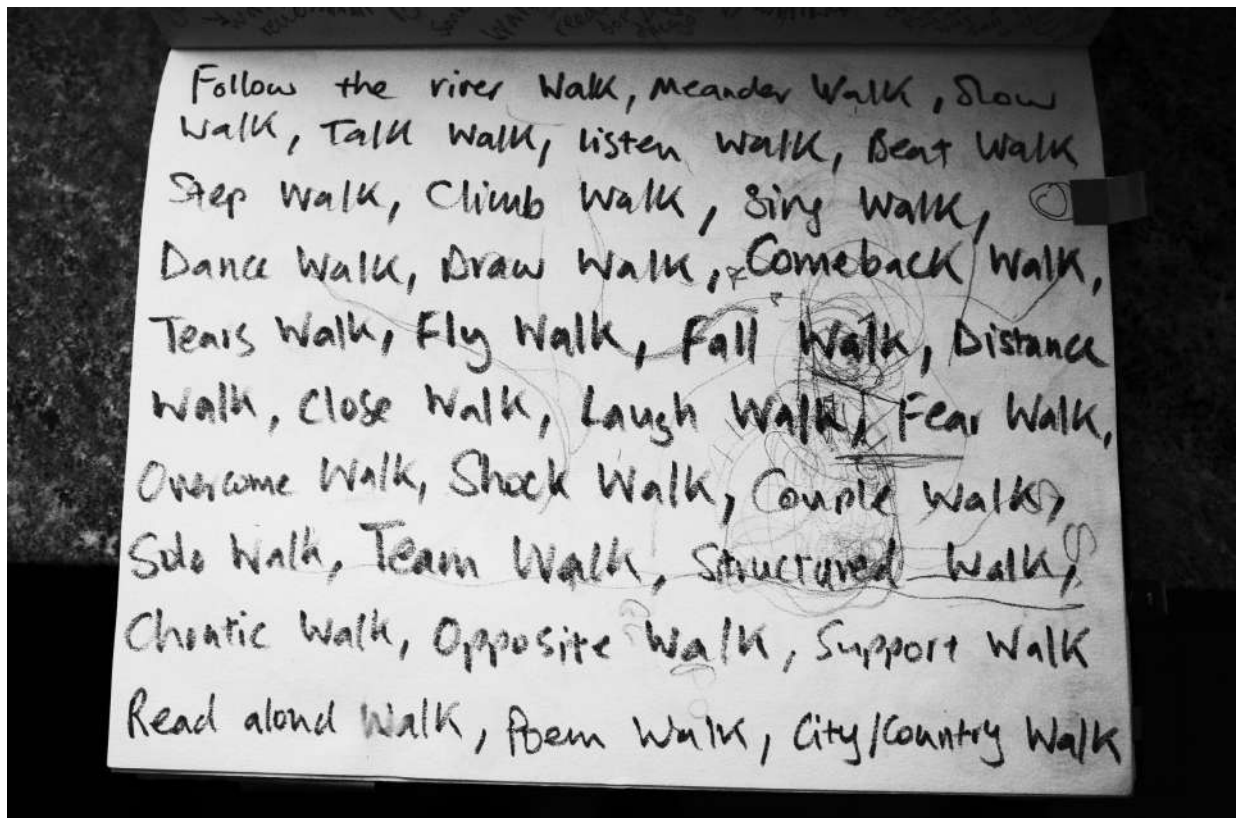 Follow the river Walk, Meander Walk, Slow
Walk, Talk Walk, Listen Walk, Beat Walk
Step Walk, Climb Walk, Sing Walk,
Dance Walk, Draw Walk, Comeback Walk,
Tears Walk, Fly Walk, Fall Walk, Distance
Walk, Close Walk, Laugh Walk, Fear Walk,
Overcome Walk, Shock Walk, Couple Walk,
Solo Walk, Team Walk, Structured Walk,
Chaotic Walk, Opposite Walk, Support Walk
Read aloud Walk, Poem Walk, City/Country Walk